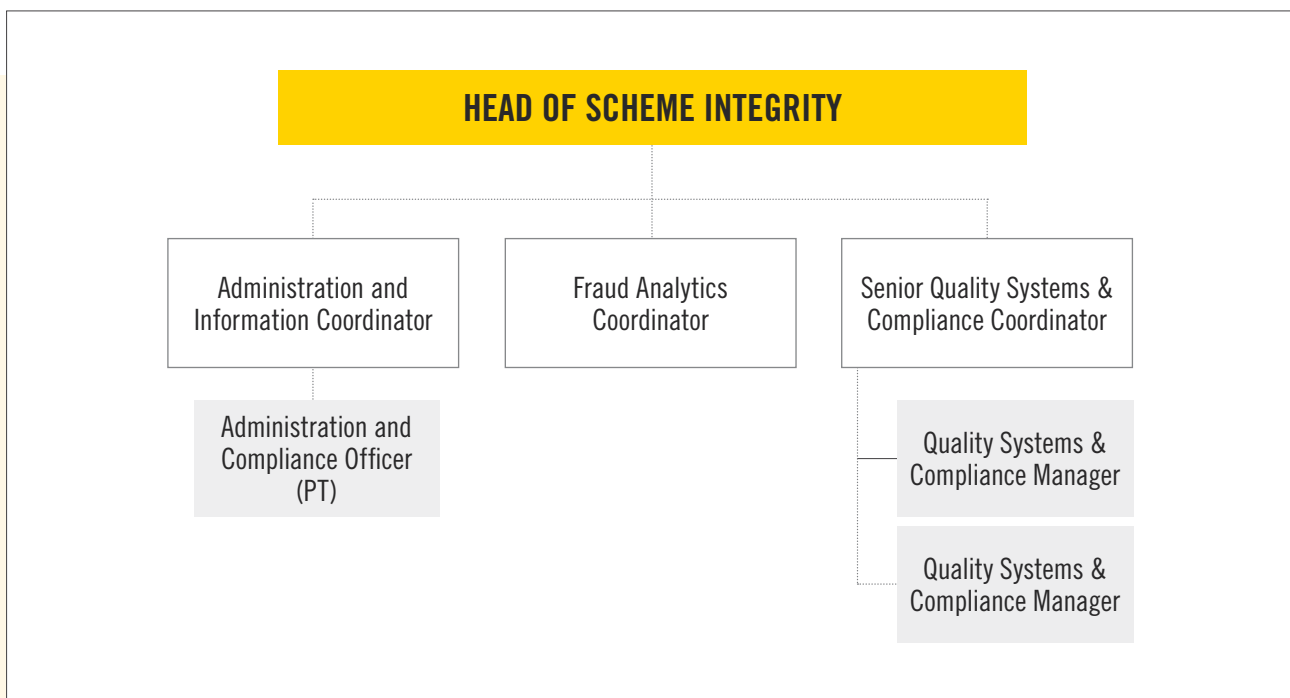 HEAD OF SCHEME INTEGRITY
Administration and
Information Coordinator
Fraud Analytics
Coordinator
Senior Quality Systems &
Compliance Coordinator
Administration and
Compliance Officer
(PT)
Quality Systems &
Compliance Manager
Quality Systems &
Compliance Manager